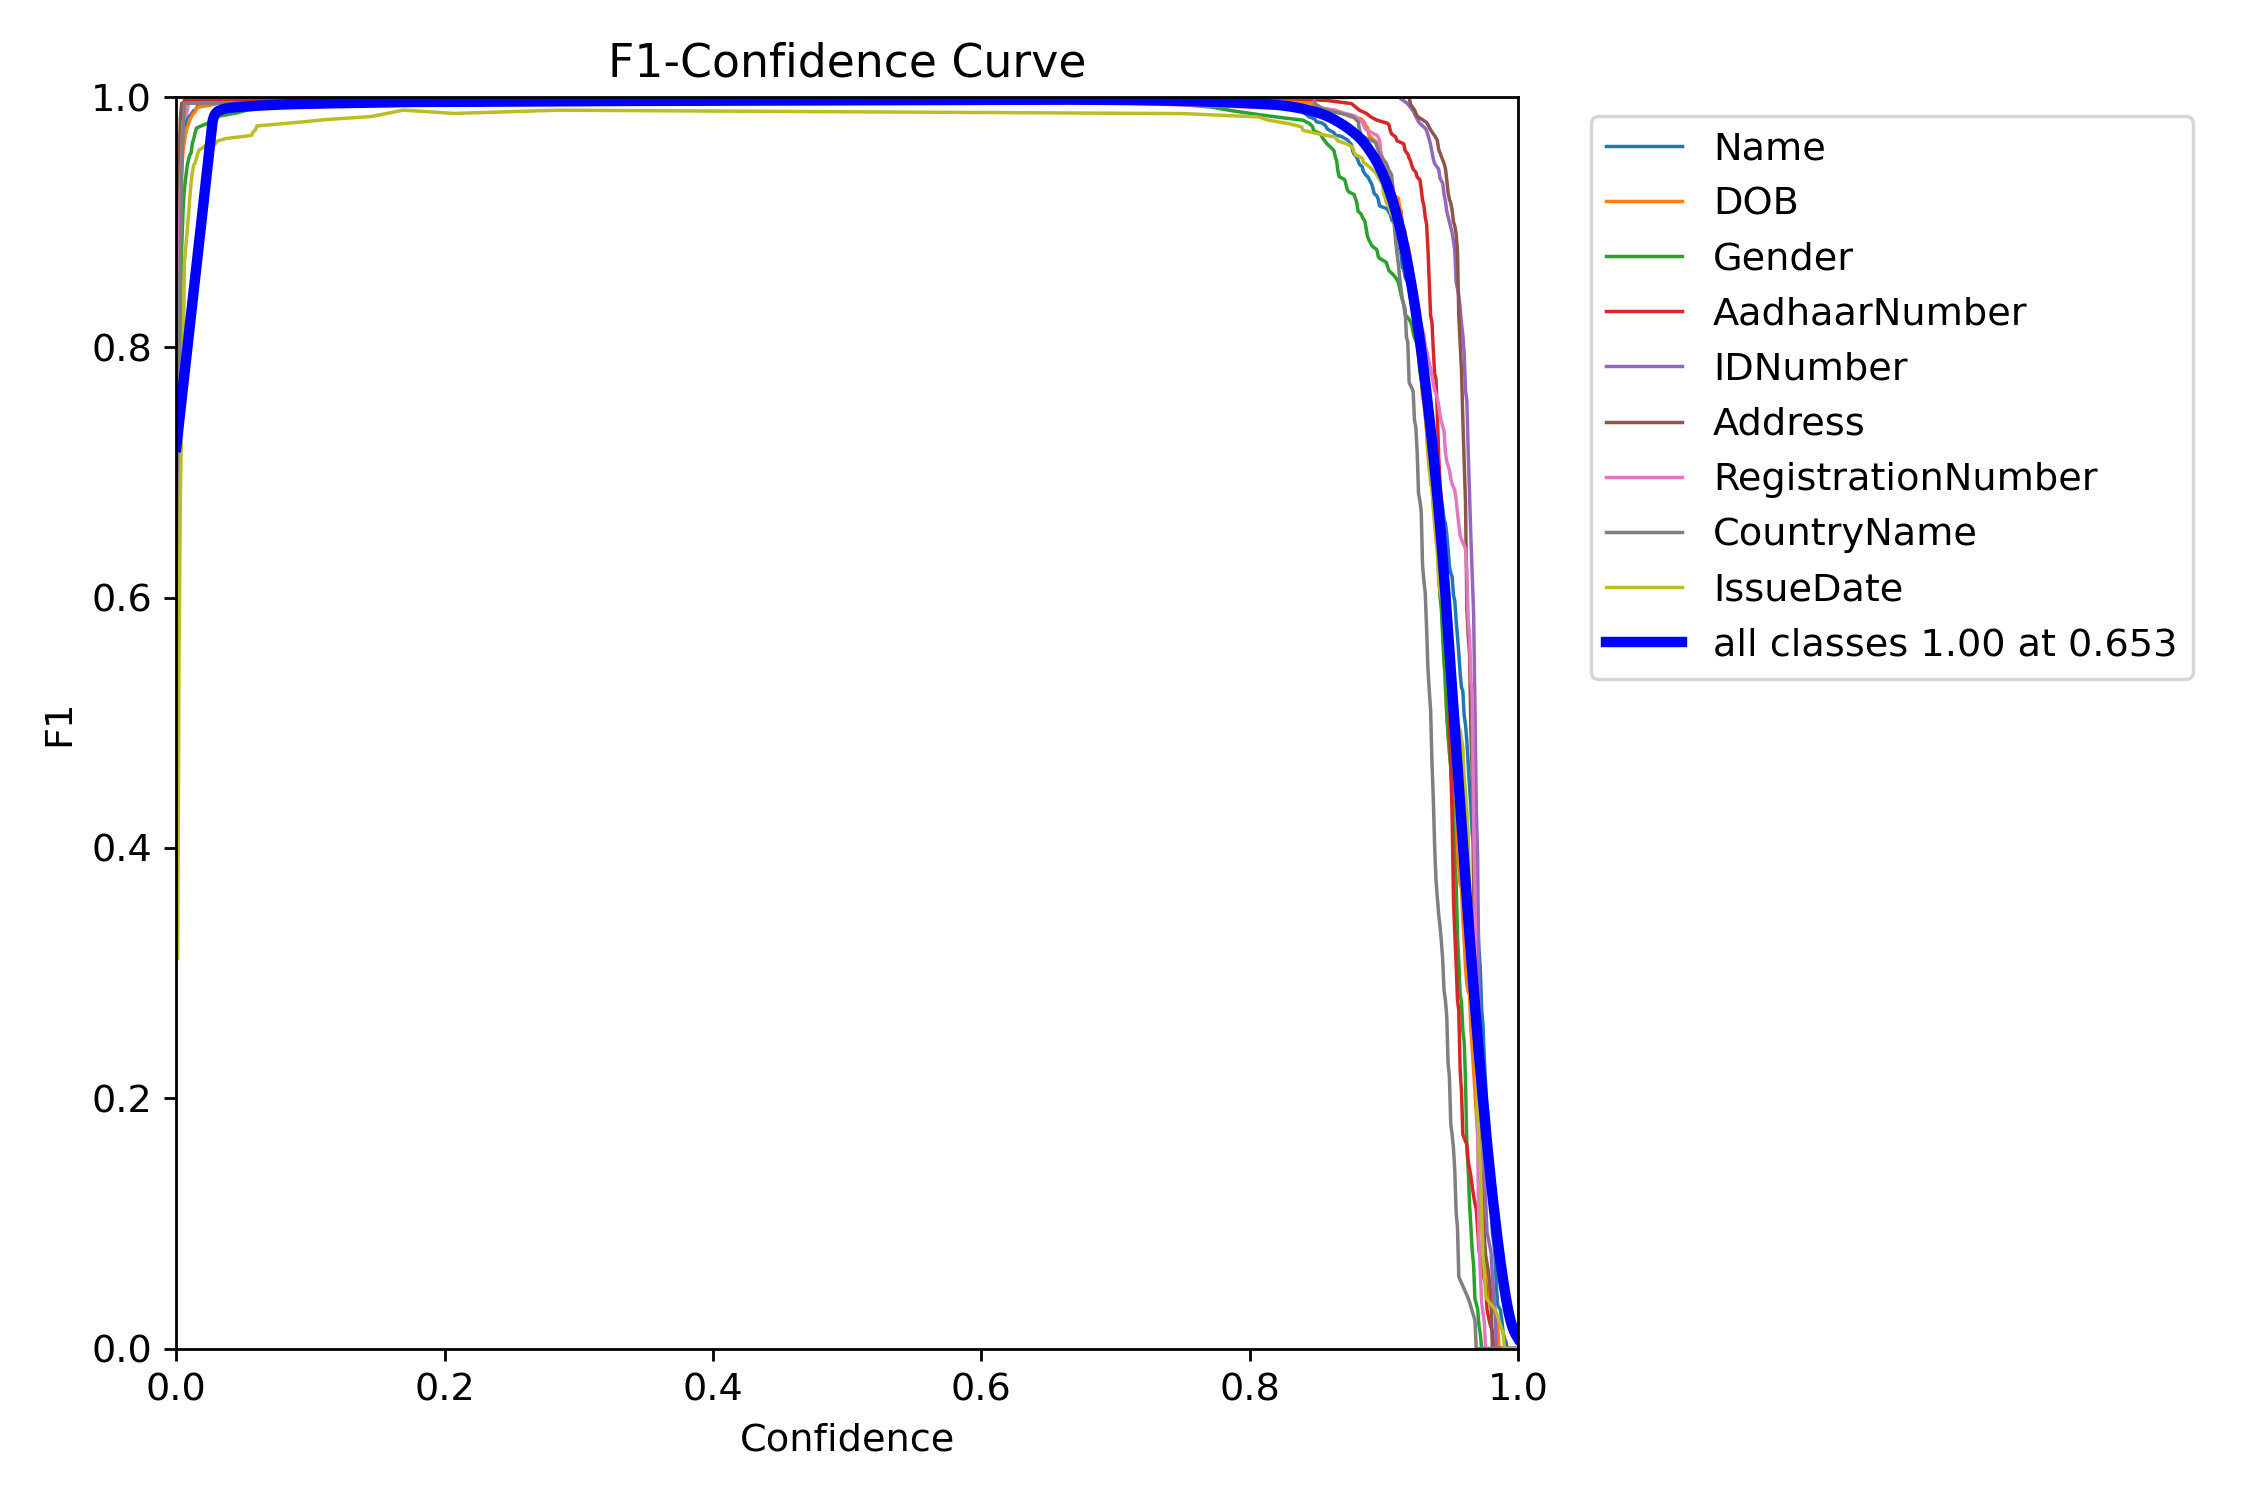 F1-Confidence Curve
1.0
0.8
0.6
0.4
0.2
0.0
F1
0.0 0.2 0.4 0.6 0.8 1.0
Confidence
Name
DOB
Gender
AadhaarNumber
IDNumber
Address
RegistrationNumber
CountryName
IssueDate
all classes 1.00 at 0.653